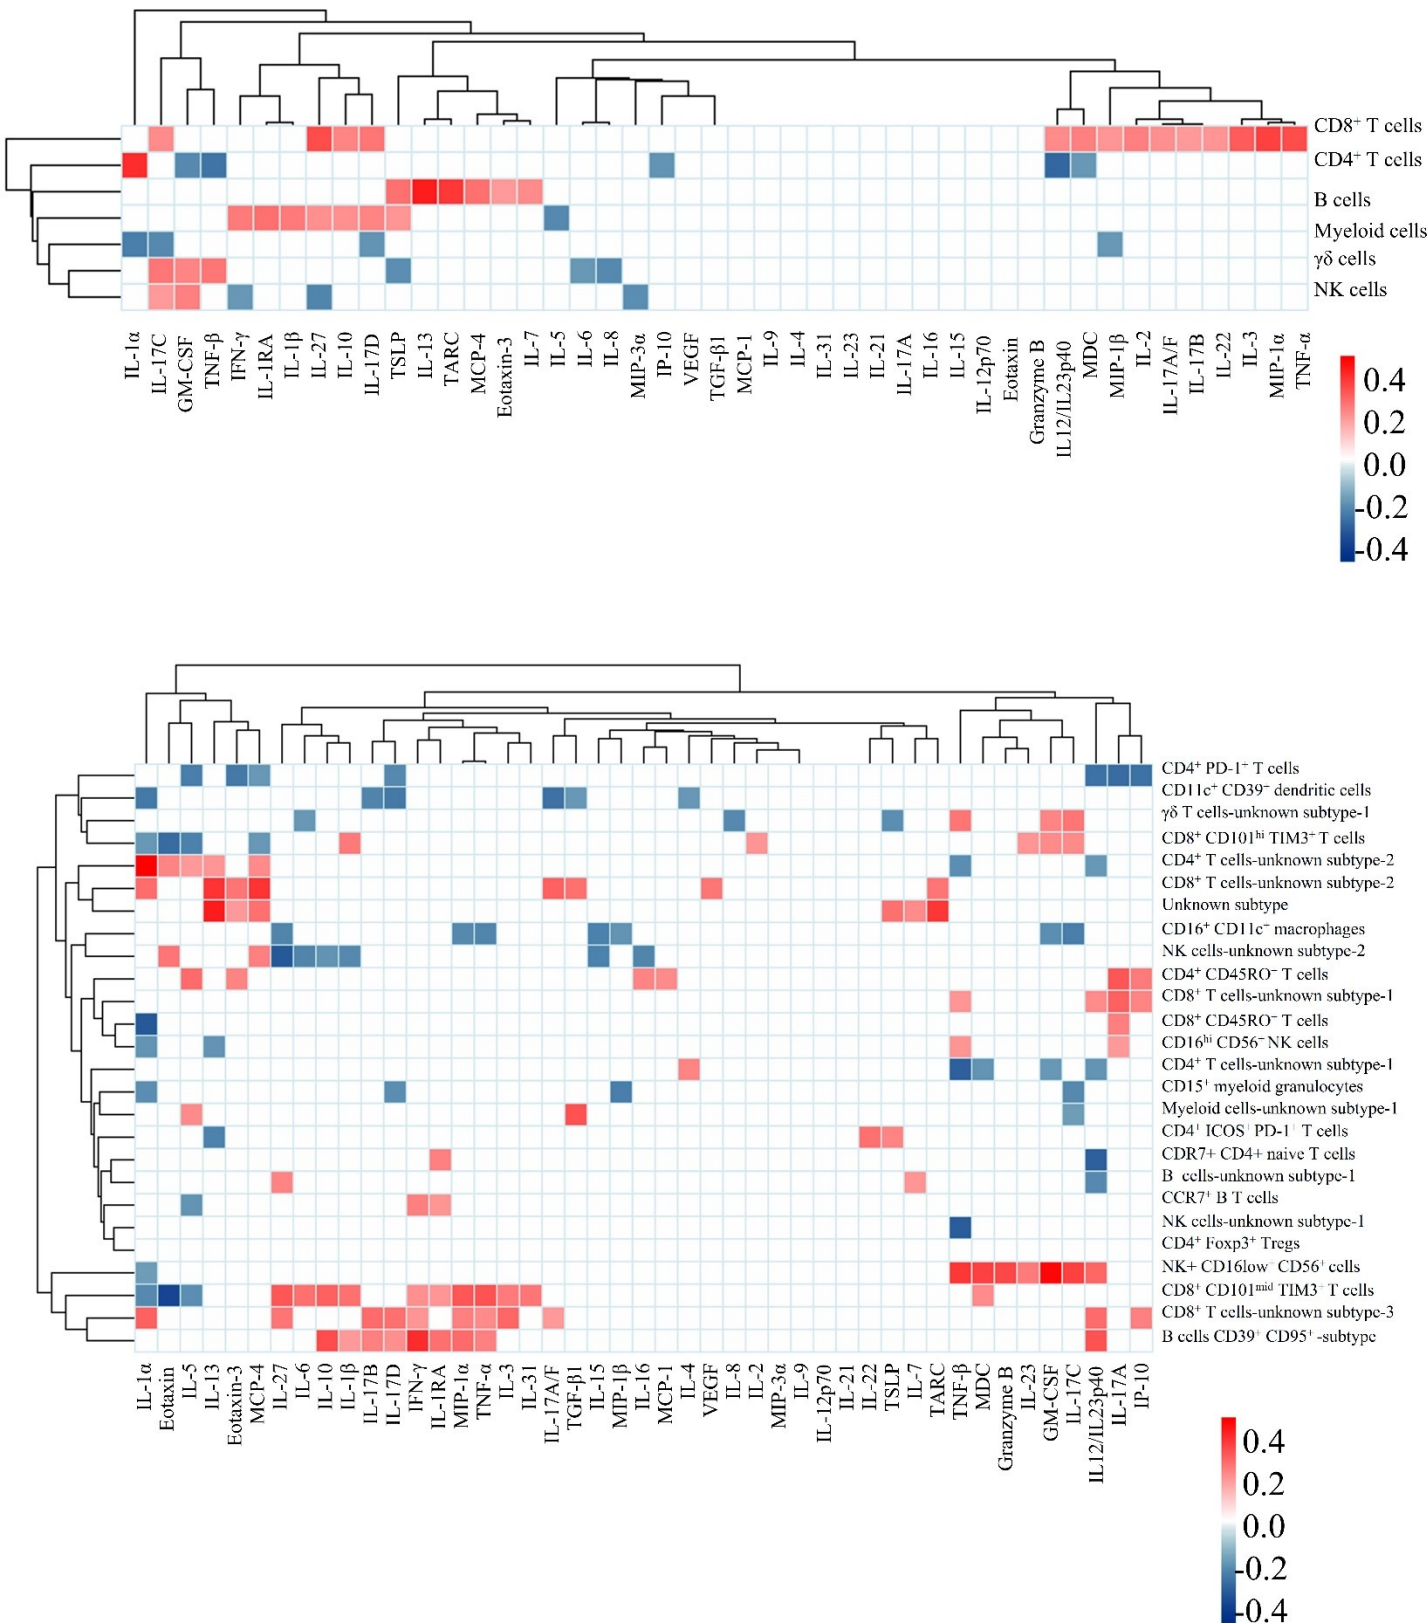 CD8⁺ T cells
CD4⁺ T cells
B cells
Myeloid cells
γδ cells
NK cells
IL-1α
IL-17C
GM-CSF
TNF-β
IFN-γ
IL-1RA
IL-1β
IL-27
IL-10
IL-17D
TSLP
IL-13
TARC
MCP-4
Eotaxin-3
IL-7
IL-5
IL-6
IL-8
MIP-3α
IP-10
VEGF
TGF-β1
MCP-1
IL-9
IL-4
IL-31
IL-23
IL-21
IL-17A
IL-16
IL-15
IL-12p70
Eotaxin
Granzyme B
IL12/IL23p40
MDC
MIP-1β
IL-2
IL-17A/F
IL-17B
IL-22
IL-3
MIP-1α
TNF-α
0.4
0.2
0.0
-0.2
-0.4
CD4⁺ PD-1⁺ T cells
CD11c⁺ CD39⁻ dendritic cells
γδ T cells-unknown subtype-1
CD8⁺ CD101ʰⁱ TIM3⁺ T cells
CD4⁺ T cells-unknown subtype-2
CD8⁺ T cells-unknown subtype-2
Unknown subtype
CD16⁺ CD11c⁺ macrophages
NK cells-unknown subtype-2
CD4⁺ CD45RO⁻ T cells
CD8⁺ T cells-unknown subtype-1
CD8⁺ CD45RO⁻ T cells
CD16ʰⁱ CD56⁻ NK cells
CD4⁺ T cells-unknown subtype-1
CD15⁺ myeloid granulocytes
Myeloid cells-unknown subtype-1
CD4⁺ ICOS⁺ PD-1⁺ T cells
CDR7+ CD4+ naive T cells
B cells-unknown subtype-1
CCR7⁺ B T cells
NK cells-unknown subtype-1
CD4⁺ Foxp3⁺ Tregs
NK+ CD16low⁻ CD56⁺ cells
CD8⁺ CD101ᵐⁱᵈ TIM3⁺ T cells
CD8⁺ T cells-unknown subtype-3
B cells CD39⁺ CD95⁺ -subtype
IL-1α
Eotaxin
IL-5
IL-13
Eotaxin-3
MCP-4
IL-27
IL-6
IL-10
IL-1β
IL-17B
IL-17D
IFN-γ
IL-1RA
MIP-1α
TNF-α
IL-3
IL-31
IL-17A/F
TGF-β1
IL-15
MIP-1β
IL-16
MCP-1
IL-4
VEGF
IL-8
IL-2
MIP-3α
IL-9
IL-12p70
IL-21
IL-22
TSLP
IL-7
TARC
TNF-β
MDC
Granzyme B
IL-23
GM-CSF
IL-17C
IL12/IL23p40
IL-17A
IP-10
0.4
0.2
0.0
-0.2
-0.4